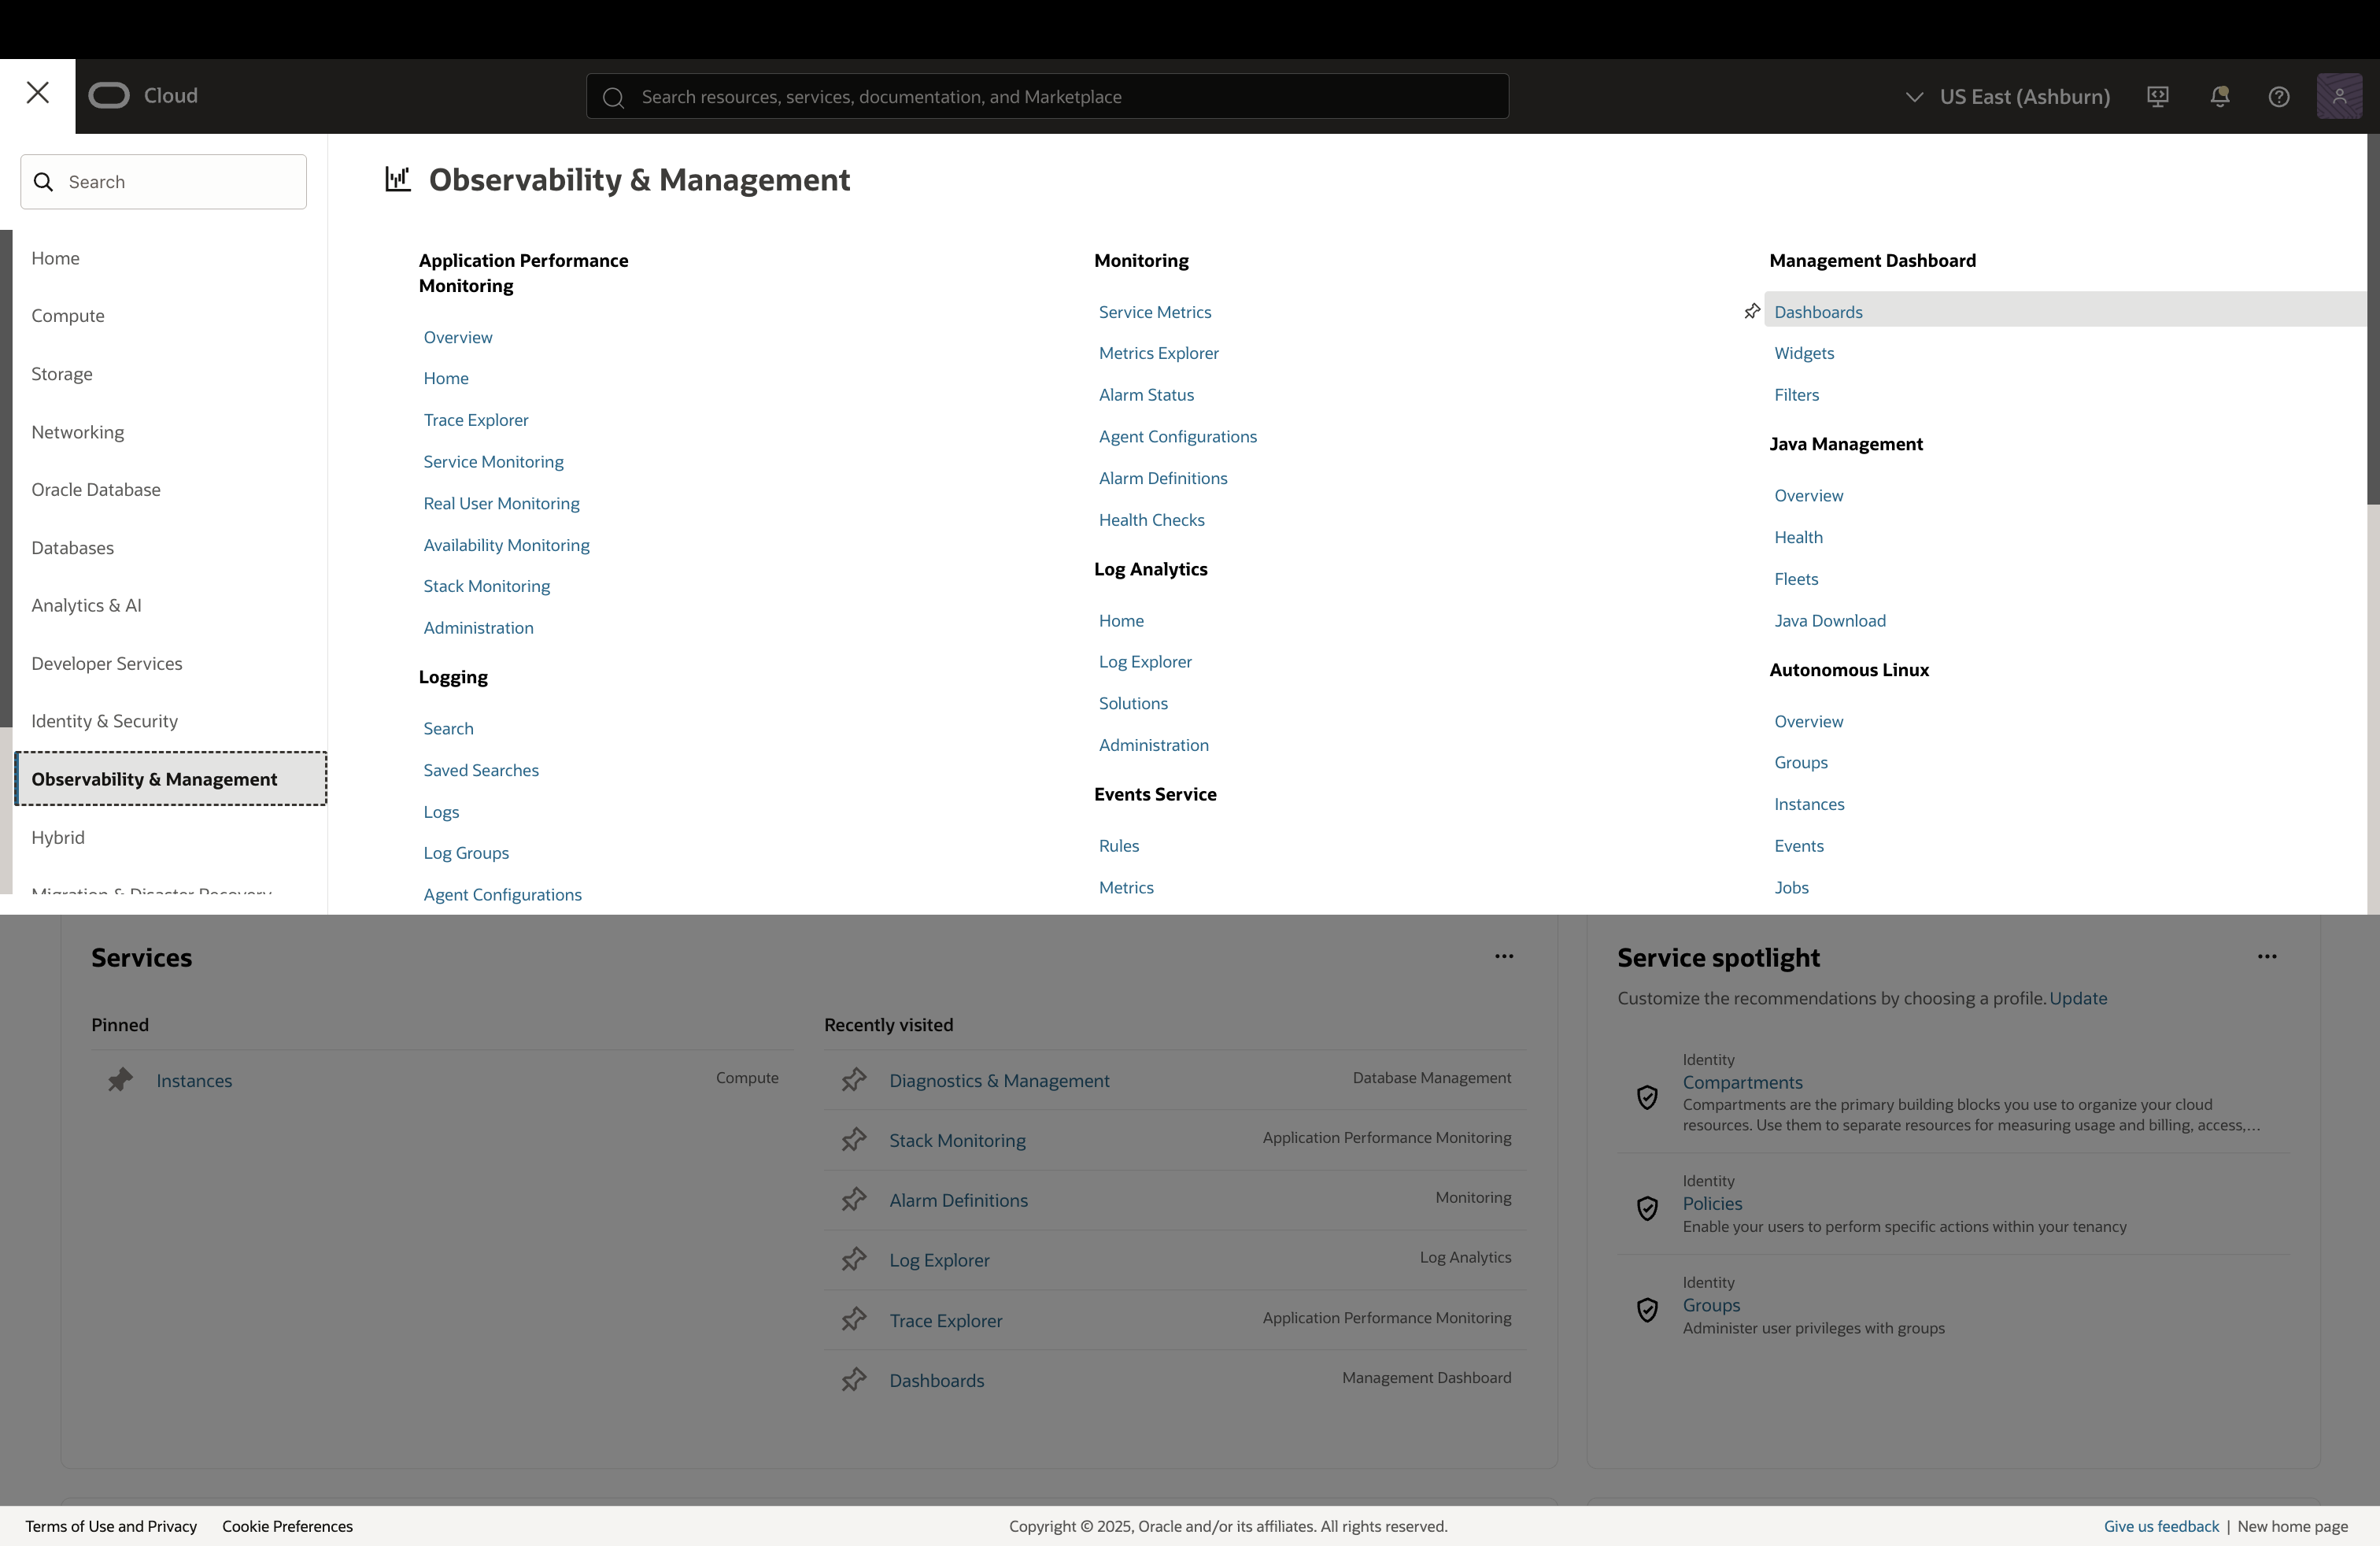 Cloud
Search resources, services, documentation, and Marketplace
US East (Ashburn)
Search
Home
Compute
Storage
Networking
Oracle Database
Databases
Analytics & AI
Developer Services
Identity & Security
Observability & Management
Hybrid
Migration & Disaster Recovery
Observability & Management
Application Performance
Monitoring
Overview
Home
Trace Explorer
Service Monitoring
Real User Monitoring
Availability Monitoring
Stack Monitoring
Administration
Logging
Search
Saved Searches
Logs
Log Groups
Agent Configurations
Monitoring
Service Metrics
Metrics Explorer
Alarm Status
Agent Configurations
Alarm Definitions
Health Checks
Log Analytics
Home
Log Explorer
Solutions
Administration
Events Service
Rules
Metrics
Management Dashboard
Dashboards
Widgets
Filters
Java Management
Overview
Health
Fleets
Java Download
Autonomous Linux
Overview
Groups
Instances
Events
Jobs
Services
Pinned
Instances Compute
Recently visited
Diagnostics & Management Database Management
Stack Monitoring Application Performance Monitoring
Alarm Definitions Monitoring
Log Explorer Log Analytics
Trace Explorer Application Performance Monitoring
Dashboards Management Dashboard
Service spotlight
Customize the recommendations by choosing a profile. Update
Identity
Compartments
Compartments are the primary building blocks you use to organize your cloud
resources. Use them to separate resources for measuring usage and billing, access,...
Identity
Policies
Enable your users to perform specific actions within your tenancy
Identity
Groups
Administer user privileges with groups
Terms of Use and Privacy Cookie Preferences
Copyright © 2025, Oracle and/or its affiliates. All rights reserved.
Give us feedback | New home page